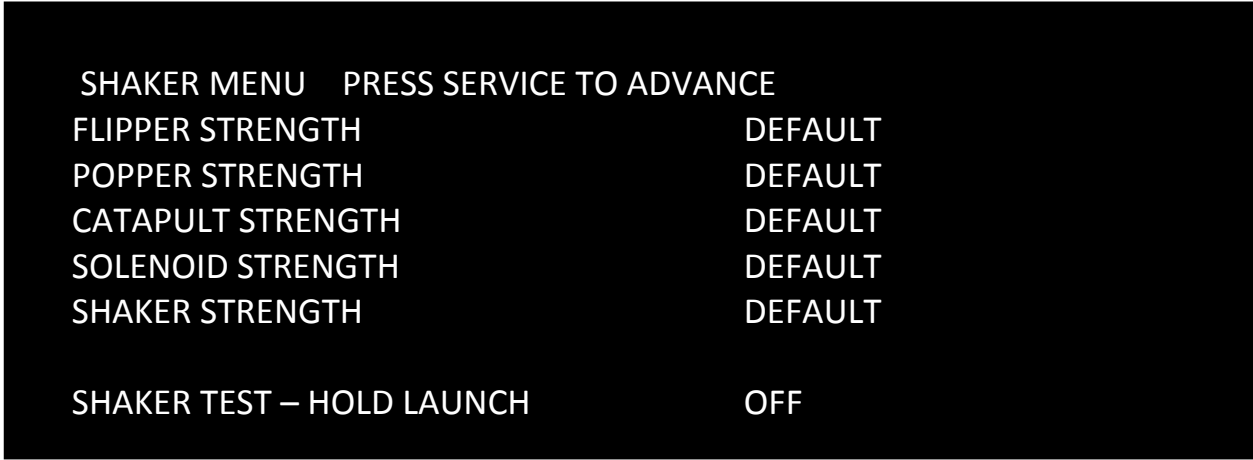 SHAKER MENU PRESS SERVICE TO ADVANCE
FLIPPER STRENGTH DEFAULT
POPPER STRENGTH DEFAULT
CATAPULT STRENGTH DEFAULT
SOLENOID STRENGTH DEFAULT
SHAKER STRENGTH DEFAULT
SHAKER TEST – HOLD LAUNCH OFF